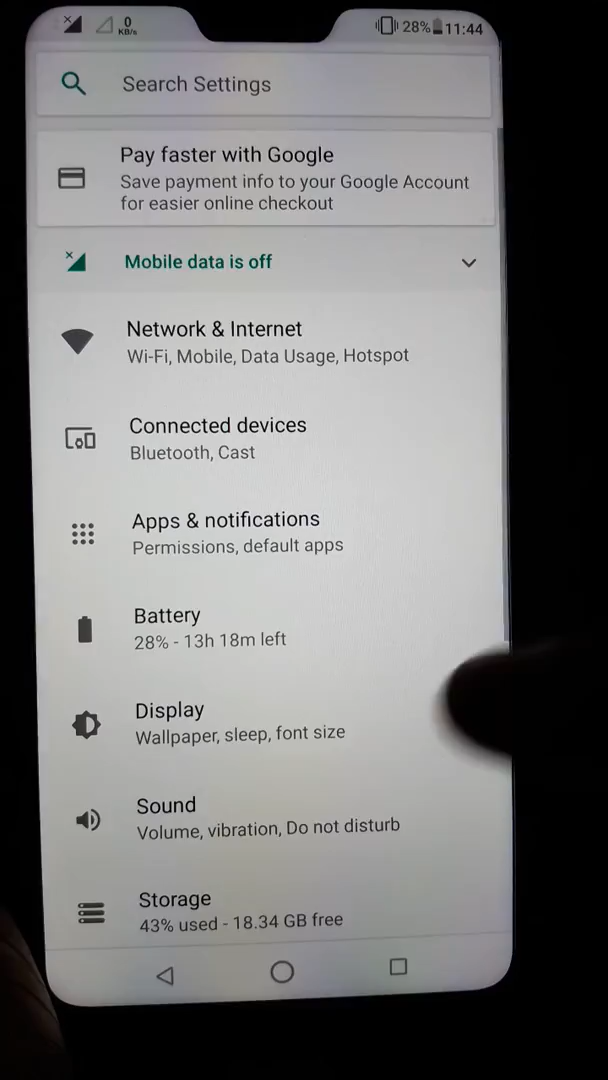 0
KB/s
28%
11:44
Search Settings
Pay faster with Google
Save payment info to your Google Account
for easier online checkout
Mobile data is off
Network & Internet
Wi-Fi, Mobile, Data Usage, Hotspot
Connected devices
Bluetooth, Cast
Apps & notifications
Permissions, default apps
Battery
28% - 13h 18m left
Display
Wallpaper, sleep, font size
Sound
Volume, vibration, Do not disturb
Storage
43% used - 18.34 GB free